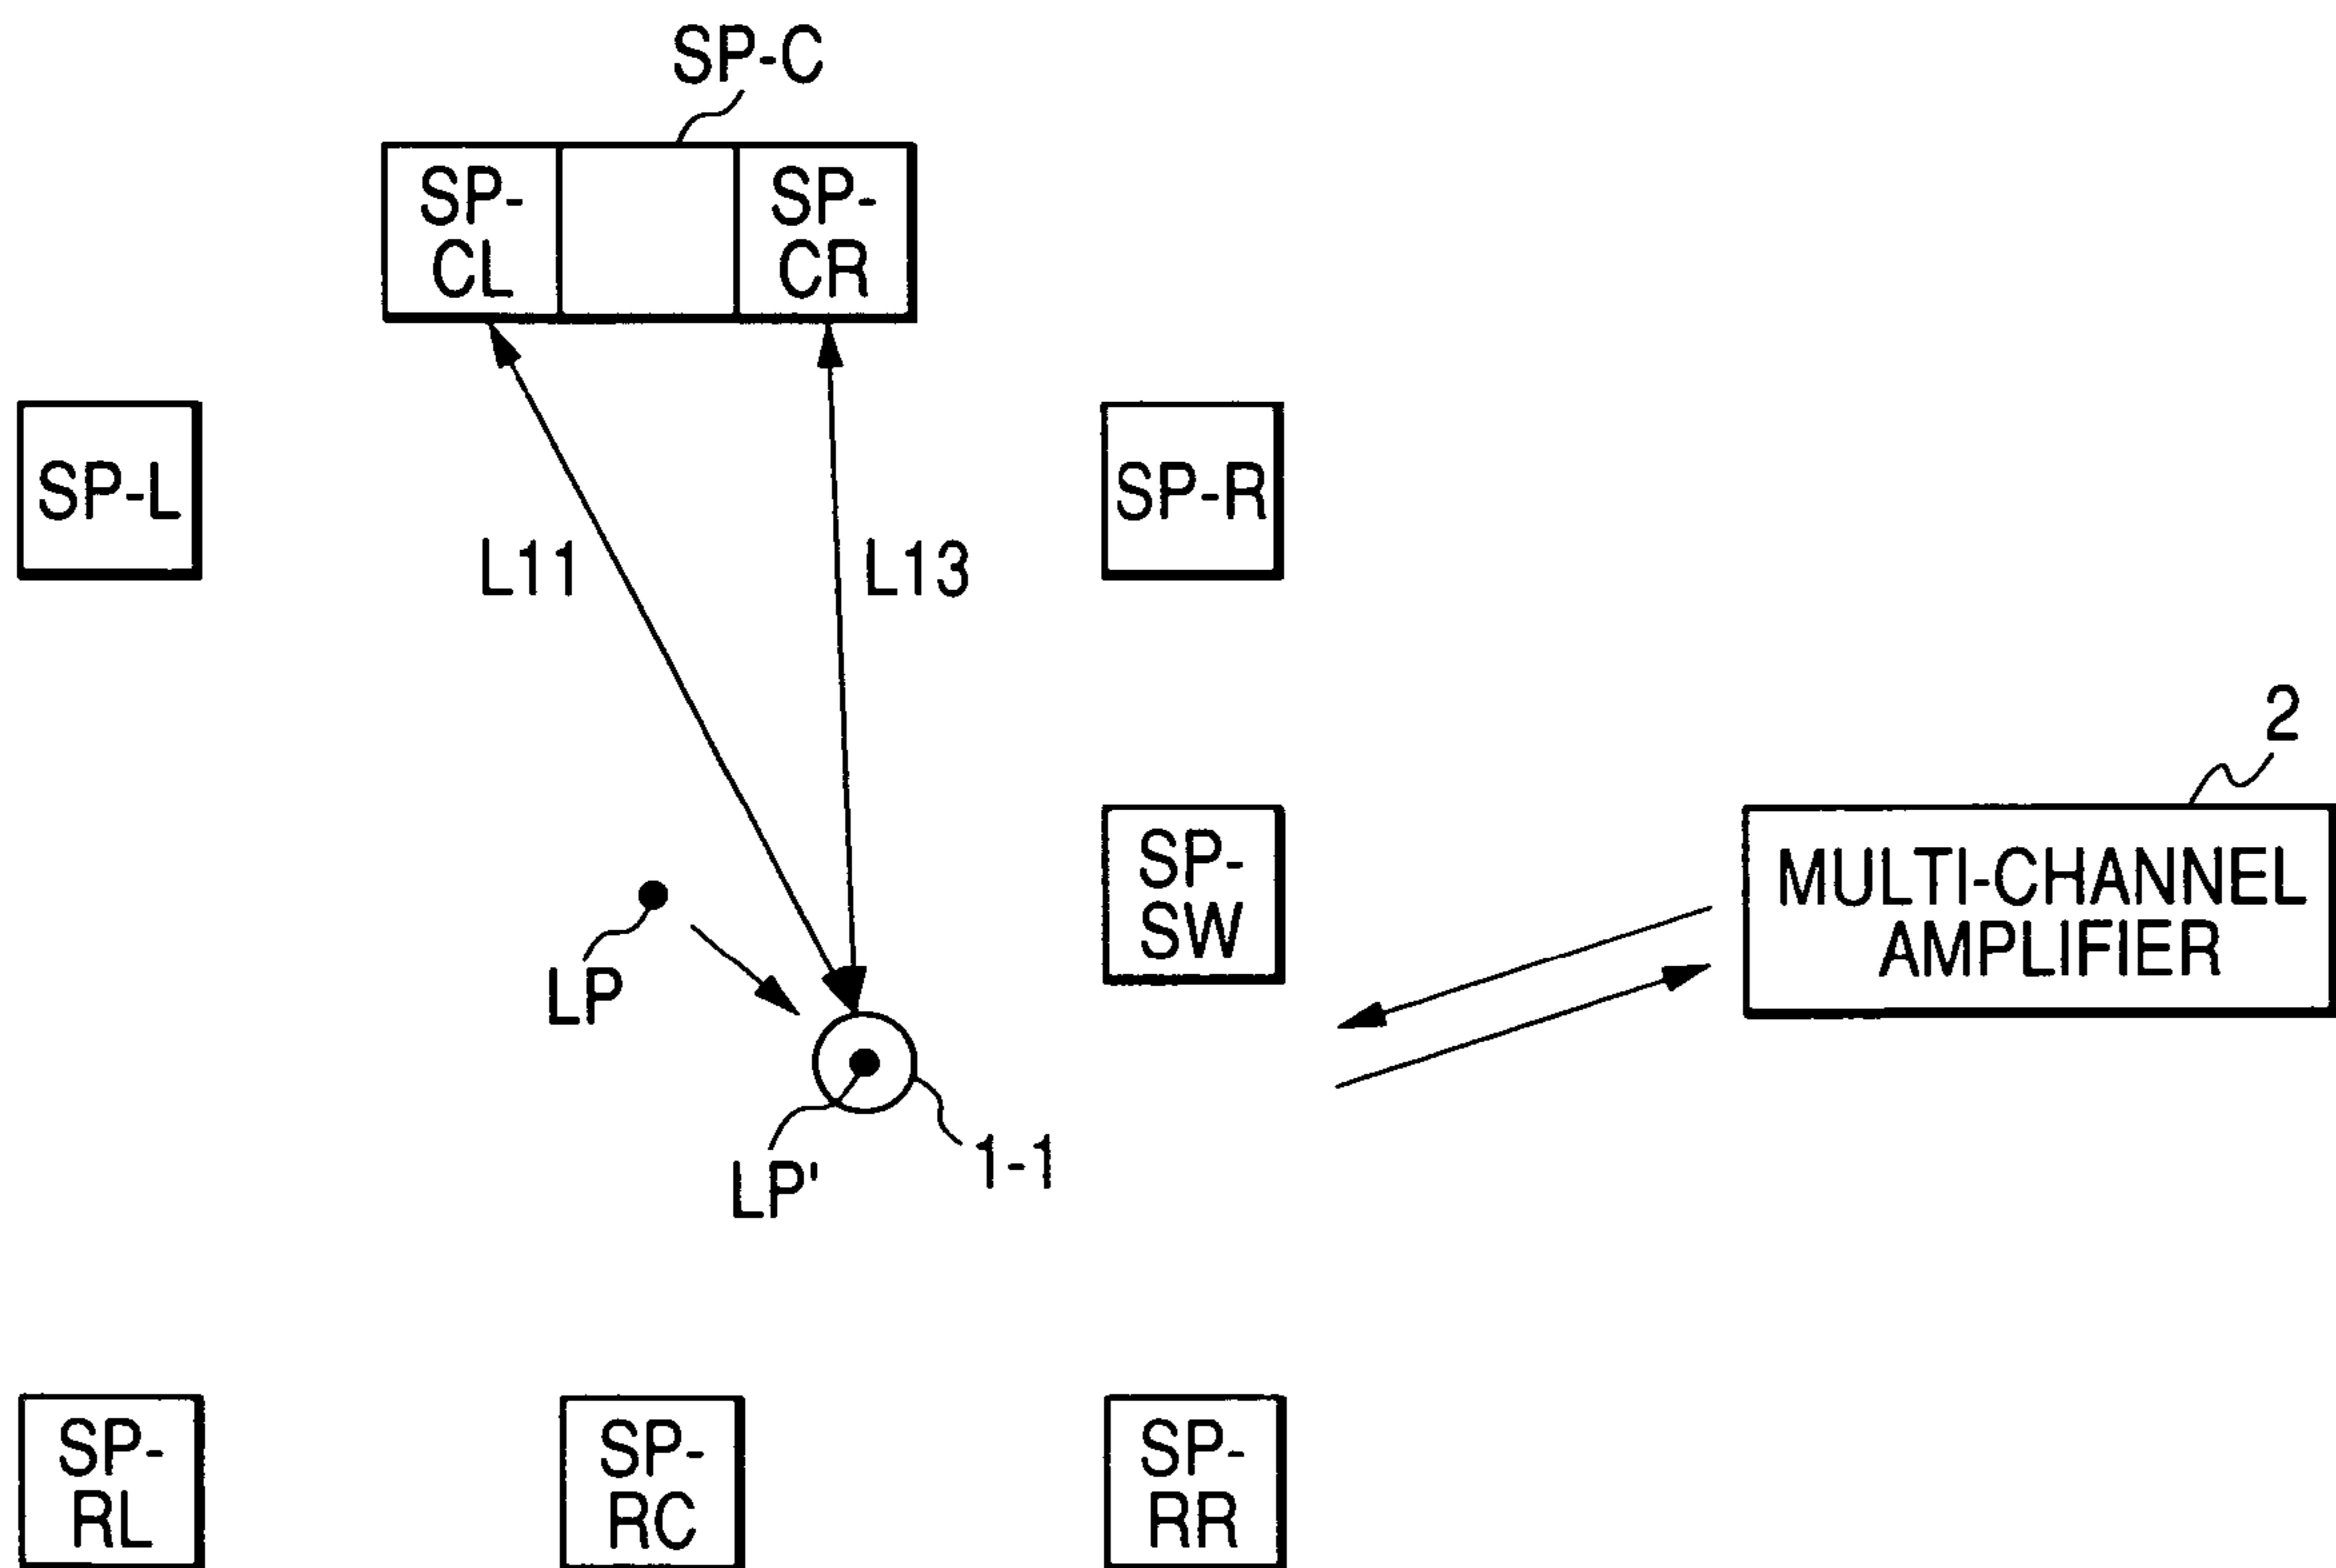 SP-C
SP-
CL
SP-
CR
SP-L
SP-R
L11
L13
2
SP-
SW
MULTI-CHANNEL
AMPLIFIER
LP
LP'
1-1
SP-
RL
SP-
RC
SP-
RR